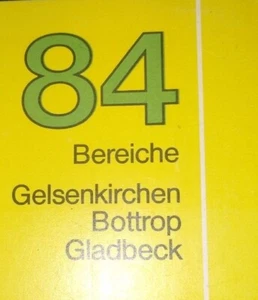 84
Bereiche
Gelsenkirchen
Bottrop
Gladbeck